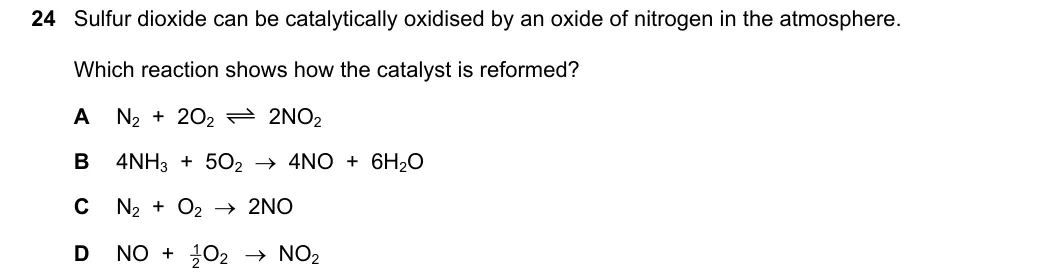 24 Sulfur dioxide can be catalytically oxidised by an oxide of nitrogen in the atmosphere.
Which reaction shows how the catalyst is reformed?
A N₂ + 2O₂ ⇌ 2NO₂
B 4NH₃ + 5O₂ → 4NO + 6H₂O
C N₂ + O₂ → 2NO
D NO + ½O₂ → NO₂